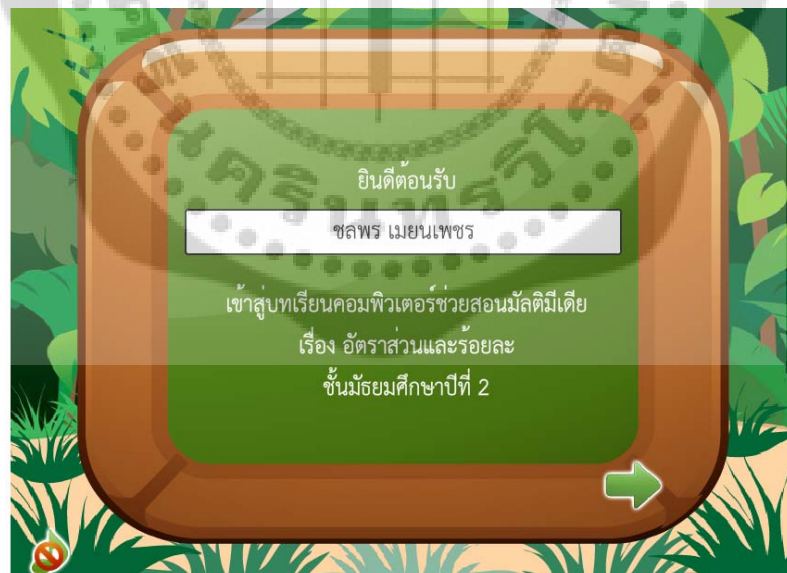 ยินดีต้อนรับ
ชลพร เมยนเพชร
เข้าสู่บทเรียนคอมพิวเตอร์ช่วยสอนมัลติมีเดีย
เรื่อง อัตราส่วนและร้อยละ
ชั้นมัธยมศึกษาปีที่ 2